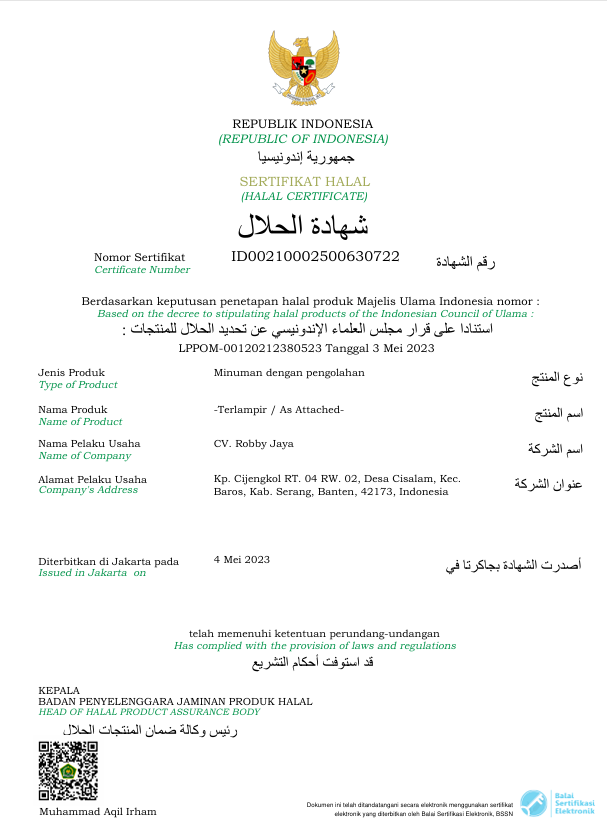 REPUBLIK INDONESIA
(REPUBLIC OF INDONESIA)
جمهورية إندونيسيا
SERTIFIKAT HALAL
(HALAL CERTIFICATE)
شهادة الحلال
Nomor Sertifikat ID00210002500630722 رقم الشهادة
Certificate Number
Berdasarkan keputusan penetapan halal produk Majelis Ulama Indonesia nomor :
Based on the decree to stipulating halal products of the Indonesian Council of Ulama :
استنادا على قرار مجلس العلماء الإندونيسي عن تحديد الحلال للمنتجات :
LPPOM-00120212380523 Tanggal 3 Mei 2023
Jenis Produk Minuman dengan pengolahan نوع المنتج
Type of Product
Nama Produk -Terlampir / As Attached- اسم المنتج
Name of Product
Nama Pelaku Usaha CV. Robby Jaya اسم الشركة
Name of Company
Alamat Pelaku Usaha Kp. Cijengkol RT. 04 RW. 02, Desa Cisalam, Kec. عنوان الشركة
Company's Address Baros, Kab. Serang, Banten, 42173, Indonesia
Diterbitkan di Jakarta pada 4 Mei 2023 أصدرت الشهادة بجاكرتا في
Issued in Jakarta on
telah memenuhi ketentuan perundang-undangan
Has complied with the provision of laws and regulations
قد استوفت أحكام التشريع
KEPALA
BADAN PENYELENGGARA JAMINAN PRODUK HALAL
HEAD OF HALAL PRODUCT ASSURANCE BODY
رئيس وكالة ضمان المنتجات الحلال
Muhammad Aqil Irham
Dokumen ini telah ditandatangani secara elektronik menggunakan sertifikat
elektronik yang diterbitkan oleh Balai Sertifikasi Elektronik, BSSN
Balai
Sertifikasi
Elektronik